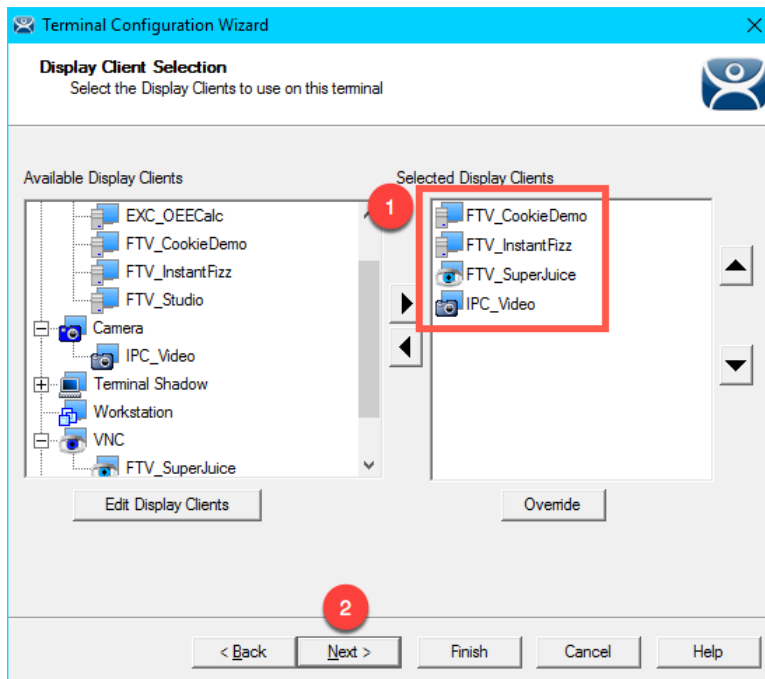 Terminal Configuration Wizard
Display Client Selection
Select the Display Clients to use on this terminal
Available Display Clients
Selected Display Clients
1
EXC_OEECalc
FTV_CookieDemo
FTV_InstantFizz
FTV_Studio
Camera
IPC_Video
Terminal Shadow
Workstation
VNC
FTV_SuperJuice
FTV_CookieDemo
FTV_InstantFizz
FTV_SuperJuice
IPC_Video
Edit Display Clients
Override
2
< Back
Next >
Finish
Cancel
Help